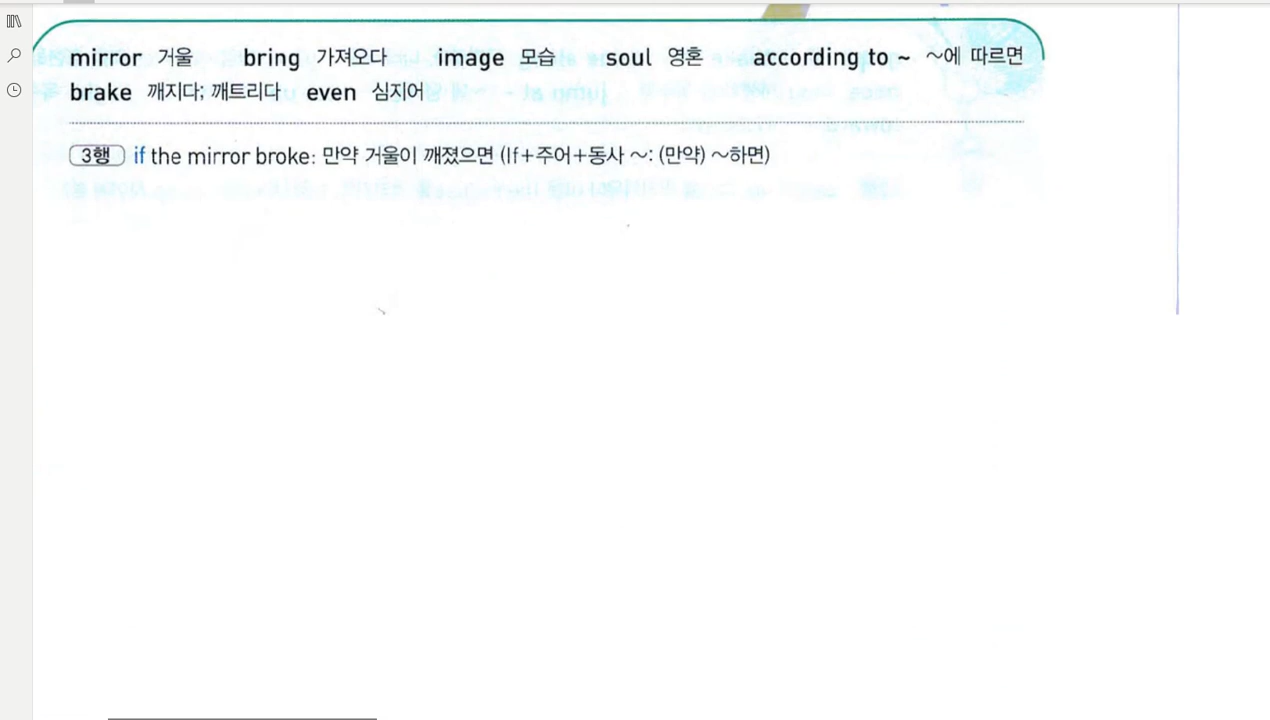 mirror 거울 bring 가져오다 image 모습 soul 영혼 according to ~ ~에 따르면
brake 깨지다; 깨트리다 even 심지어
3행 if the mirror broke: 만약 거울이 깨졌으면 (If+주어+동사 ~: (만약) ~하면)